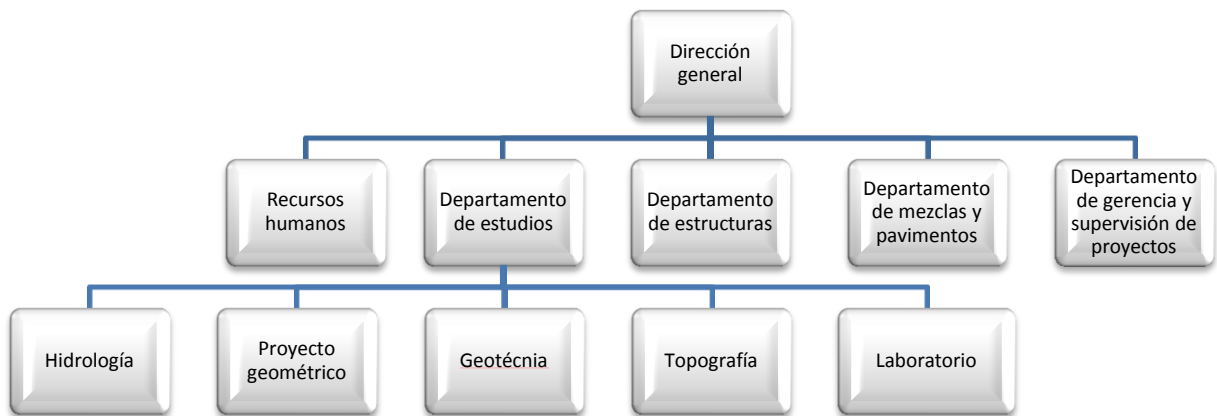 Dirección
general
Recursos
humanos
Departamento
de estudios
Departamento
de estructuras
Departamento
de mezclas y
pavimentos
Departamento
de gerencia y
supervisión de
proyectos
Hidrología
Proyecto
geométrico
Geotécnia
Topografía
Laboratorio